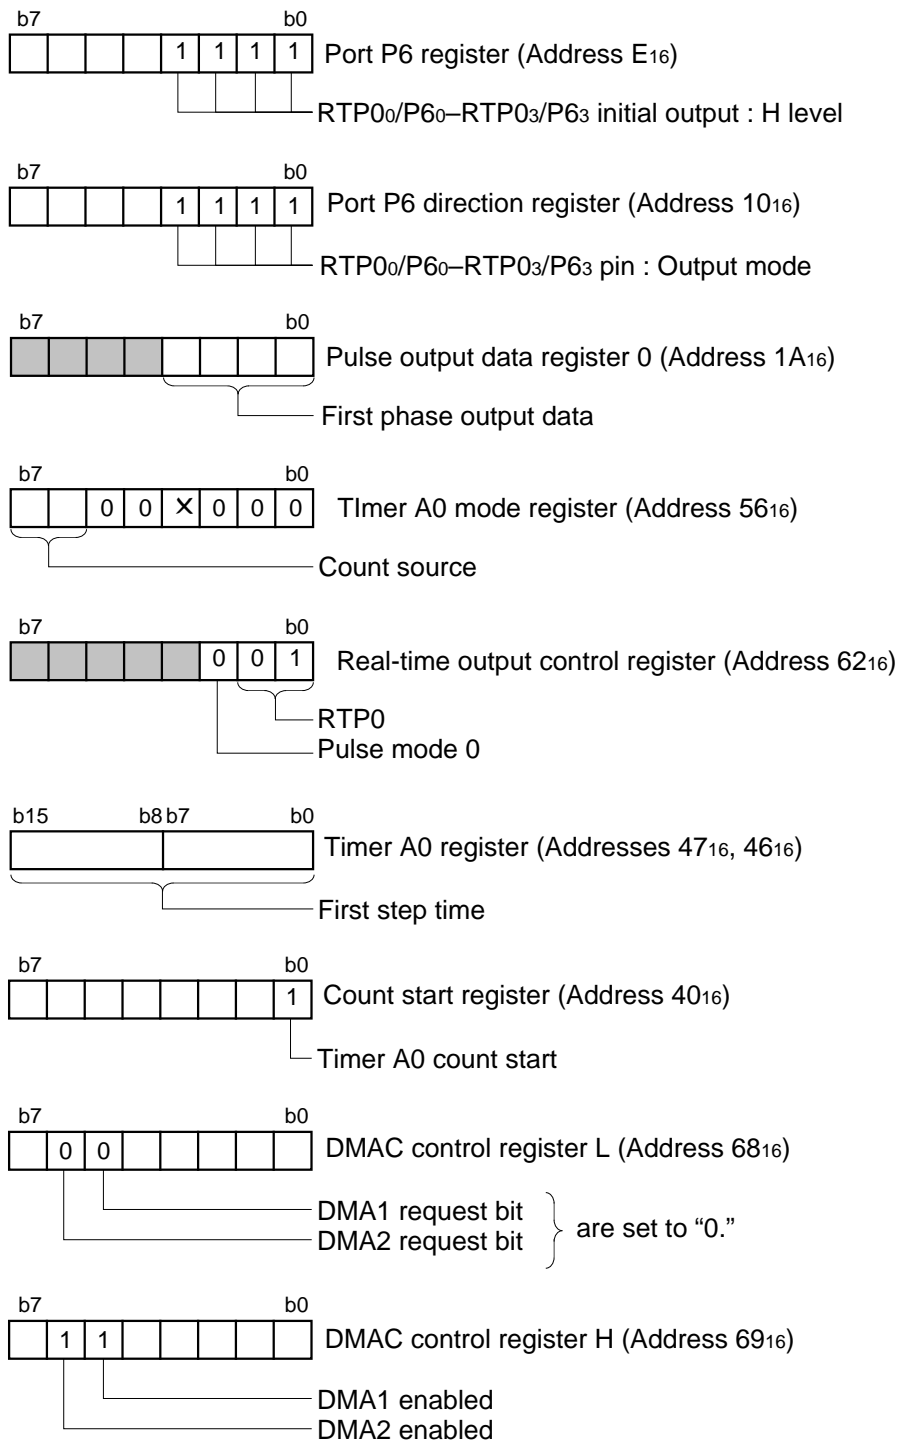 b7 b0
1 1 1 1 Port P6 register (Address E16)
RTP00/P60–RTP03/P63 initial output : H level
b7 b0
1 1 1 1 Port P6 direction register (Address 1016)
RTP00/P60–RTP03/P63 pin : Output mode
b7 b0
Pulse output data register 0 (Address 1A16)
First phase output data
b7 b0
0 0 × 0 0 0 TImer A0 mode register (Address 5616)
Count source
b7 b0
0 0 1 Real-time output control register (Address 6216)
RTP0
Pulse mode 0
b15 b8 b7 b0
Timer A0 register (Addresses 4716, 4616)
First step time
b7 b0
1 Count start register (Address 4016)
Timer A0 count start
b7 b0
0 0 DMAC control register L (Address 6816)
DMA1 request bit
DMA2 request bit
are set to “0.”
b7 b0
1 1 DMAC control register H (Address 6916)
DMA1 enabled
DMA2 enabled